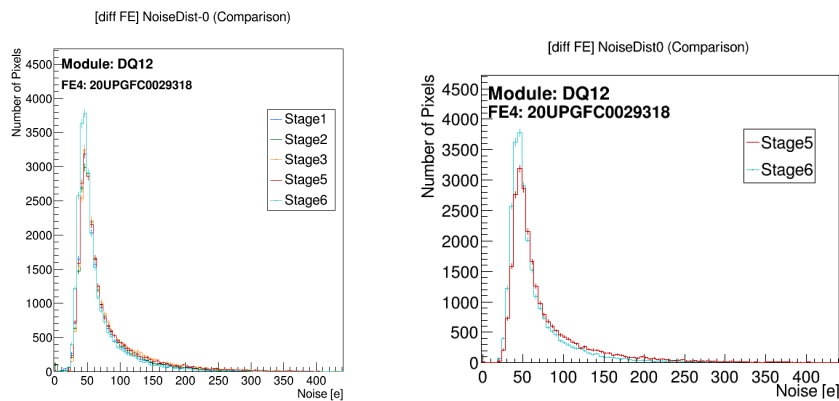 [diff FE] NoiseDist-0 (Comparison)
Number of Pixels
4500
4000
3500
3000
2500
2000
1500
1000
500
0
Module: DQ12
FE4: 20UPGFC0029318
Stage1
Stage2
Stage3
Stage5
Stage6
0 50 100 150 200 250 300 350 400
Noise [e]
[diff FE] NoiseDist0 (Comparison)
Number of Pixels
4500
4000
3500
3000
2500
2000
1500
1000
500
0
Module: DQ12
FE4: 20UPGFC0029318
Stage5
Stage6
0 50 100 150 200 250 300 350 400
Noise [e]